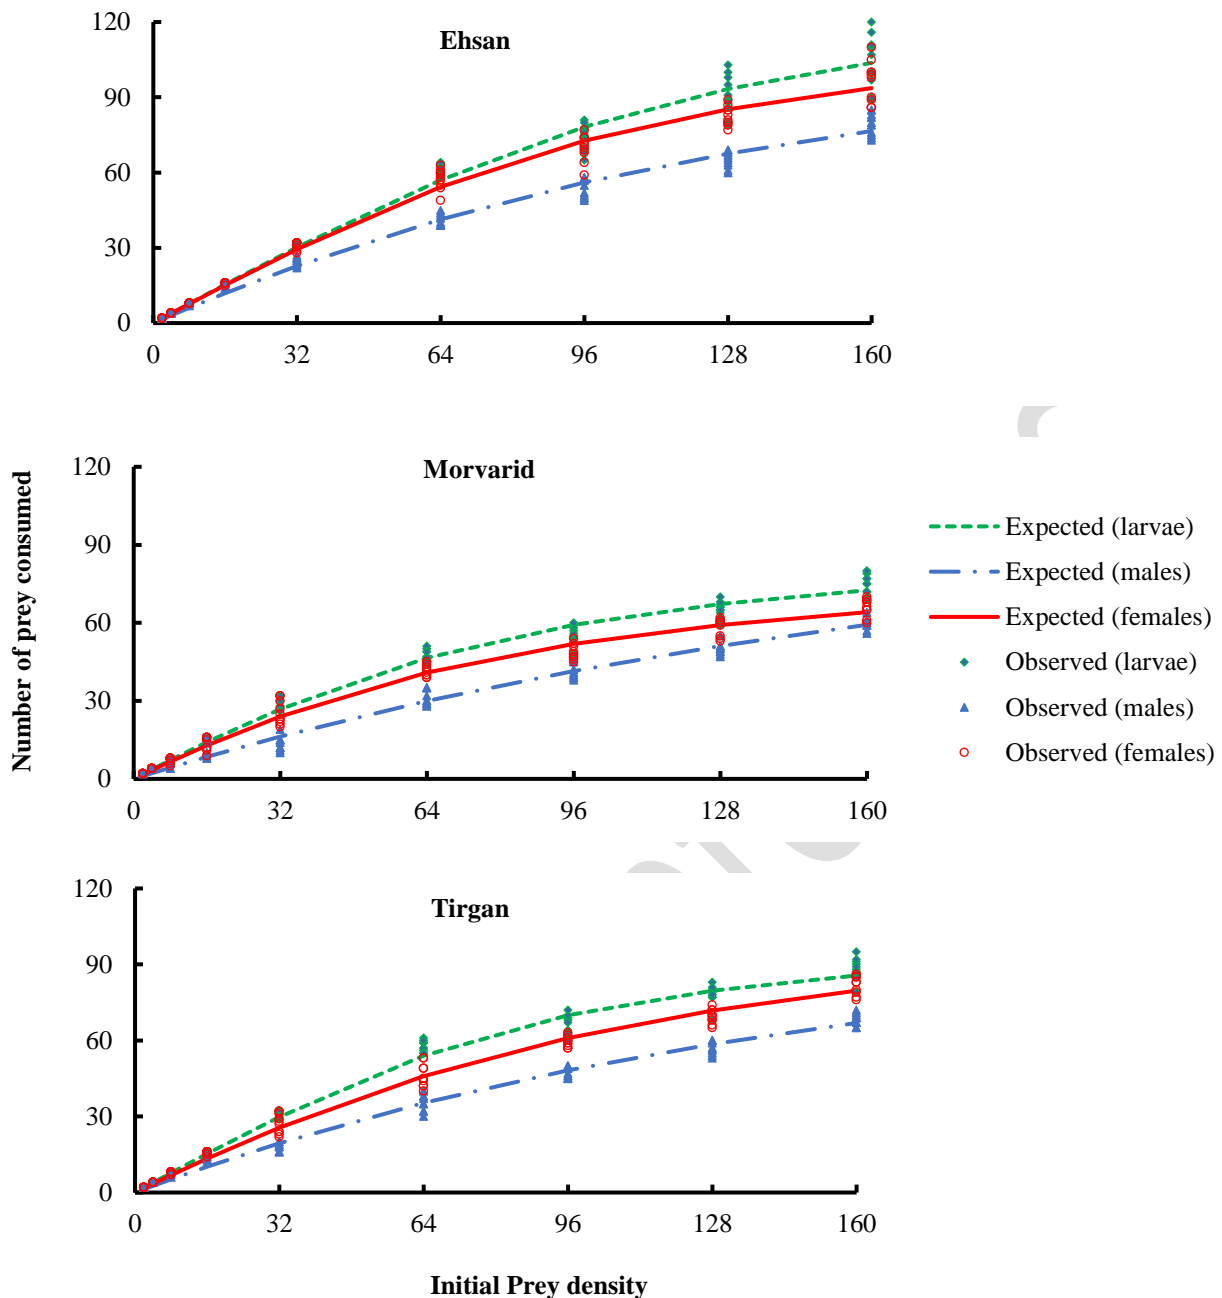 Ehsan
120
90
60
30
0
0 32 64 96 128 160
Number of prey consumed
Morvarid
120
90
60
30
0
0 32 64 96 128 160
Expected (larvae)
Expected (males)
Expected (females)
Observed (larvae)
Observed (males)
Observed (females)
Tirgan
120
90
60
30
0
0 32 64 96 128 160
Initial Prey density